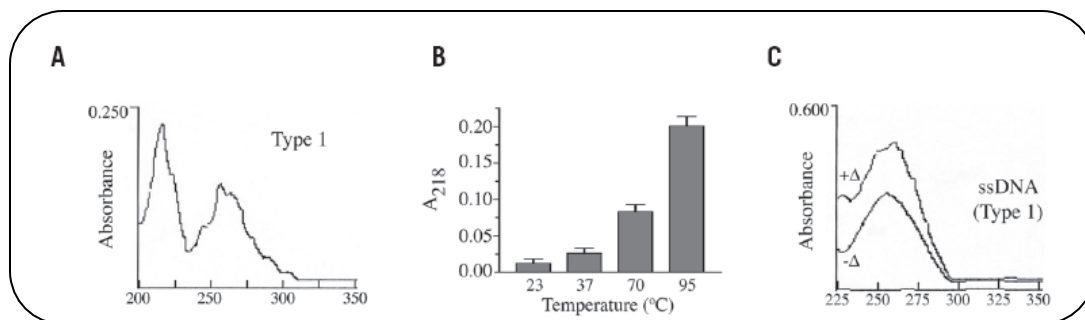 A
0.250
Type 1
Absorbance
200
250
300
350
B
0.20
0.15
0.10
0.05
0.00
A218
23
37
70
95
Temperature (ºC)
C
0.600
+Δ
ssDNA
(Type 1)
-Δ
Absorbance
225
250
275
300
325
350